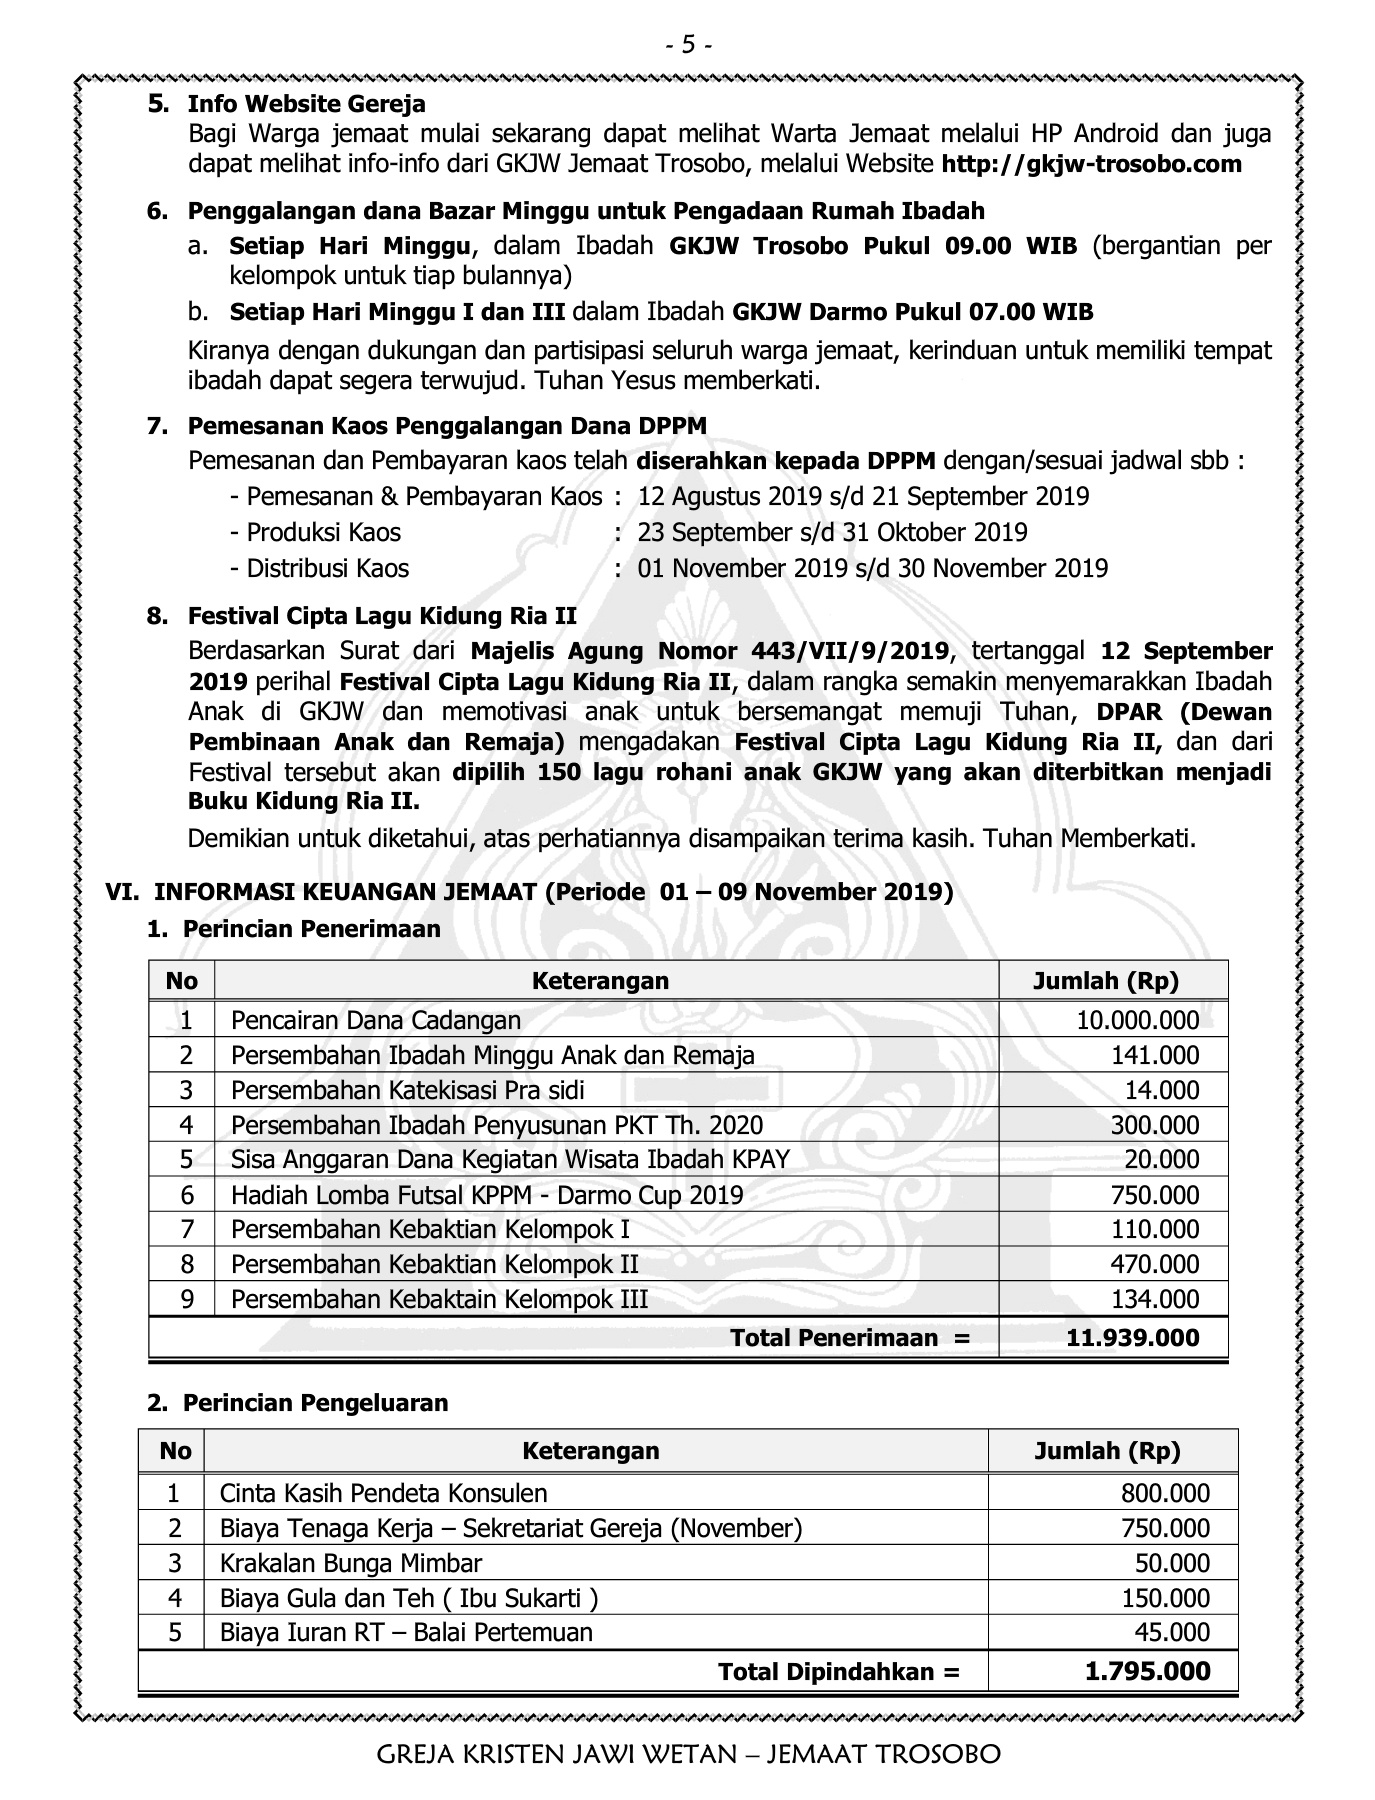 - 5 -
5. Info Website Gereja
Bagi Warga jemaat mulai sekarang dapat melihat Warta Jemaat melalui HP Android dan juga
dapat melihat info-info dari GKJW Jemaat Trosobo, melalui Website http://gkjw-trosobo.com
6. Penggalangan dana Bazar Minggu untuk Pengadaan Rumah Ibadah
a. Setiap Hari Minggu, dalam Ibadah GKJW Trosobo Pukul 09.00 WIB (bergantian per
kelompok untuk tiap bulannya)
b. Setiap Hari Minggu I dan III dalam Ibadah GKJW Darmo Pukul 07.00 WIB
Kiranya dengan dukungan dan partisipasi seluruh warga jemaat, kerinduan untuk memiliki tempat
ibadah dapat segera terwujud. Tuhan Yesus memberkati.
7. Pemesanan Kaos Penggalangan Dana DPPM
Pemesanan dan Pembayaran kaos telah diserahkan kepada DPPM dengan/sesuai jadwal sbb :
- Pemesanan & Pembayaran Kaos : 12 Agustus 2019 s/d 21 September 2019
- Produksi Kaos : 23 September s/d 31 Oktober 2019
- Distribusi Kaos : 01 November 2019 s/d 30 November 2019
8. Festival Cipta Lagu Kidung Ria II
Berdasarkan Surat dari Majelis Agung Nomor 443/VII/9/2019, tertanggal 12 September
2019 perihal Festival Cipta Lagu Kidung Ria II, dalam rangka semakin menyemarakkan Ibadah
Anak di GKJW dan memotivasi anak untuk bersemangat memuji Tuhan, DPAR (Dewan
Pembinaan Anak dan Remaja) mengadakan Festival Cipta Lagu Kidung Ria II, dan dari
Festival tersebut akan dipilih 150 lagu rohani anak GKJW yang akan diterbitkan menjadi
Buku Kidung Ria II.
Demikian untuk diketahui, atas perhatiannya disampaikan terima kasih. Tuhan Memberkati.
VI. INFORMASI KEUANGAN JEMAAT (Periode 01 – 09 November 2019)
1. Perincian Penerimaan
No Keterangan Jumlah (Rp)
1 Pencairan Dana Cadangan 10.000.000
2 Persembahan Ibadah Minggu Anak dan Remaja 141.000
3 Persembahan Katekisasi Pra sidi 14.000
4 Persembahan Ibadah Penyusunan PKT Th. 2020 300.000
5 Sisa Anggaran Dana Kegiatan Wisata Ibadah KPAY 20.000
6 Hadiah Lomba Futsal KPPM - Darmo Cup 2019 750.000
7 Persembahan Kebaktian Kelompok I 110.000
8 Persembahan Kebaktian Kelompok II 470.000
9 Persembahan Kebaktain Kelompok III 134.000
Total Penerimaan = 11.939.000
2. Perincian Pengeluaran
No Keterangan Jumlah (Rp)
1 Cinta Kasih Pendeta Konsulen 800.000
2 Biaya Tenaga Kerja – Sekretariat Gereja (November) 750.000
3 Krakalan Bunga Mimbar 50.000
4 Biaya Gula dan Teh ( Ibu Sukarti ) 150.000
5 Biaya Iuran RT – Balai Pertemuan 45.000
Total Dipindahkan = 1.795.000
GREJA KRISTEN JAWI WETAN – JEMAAT TROSOBO